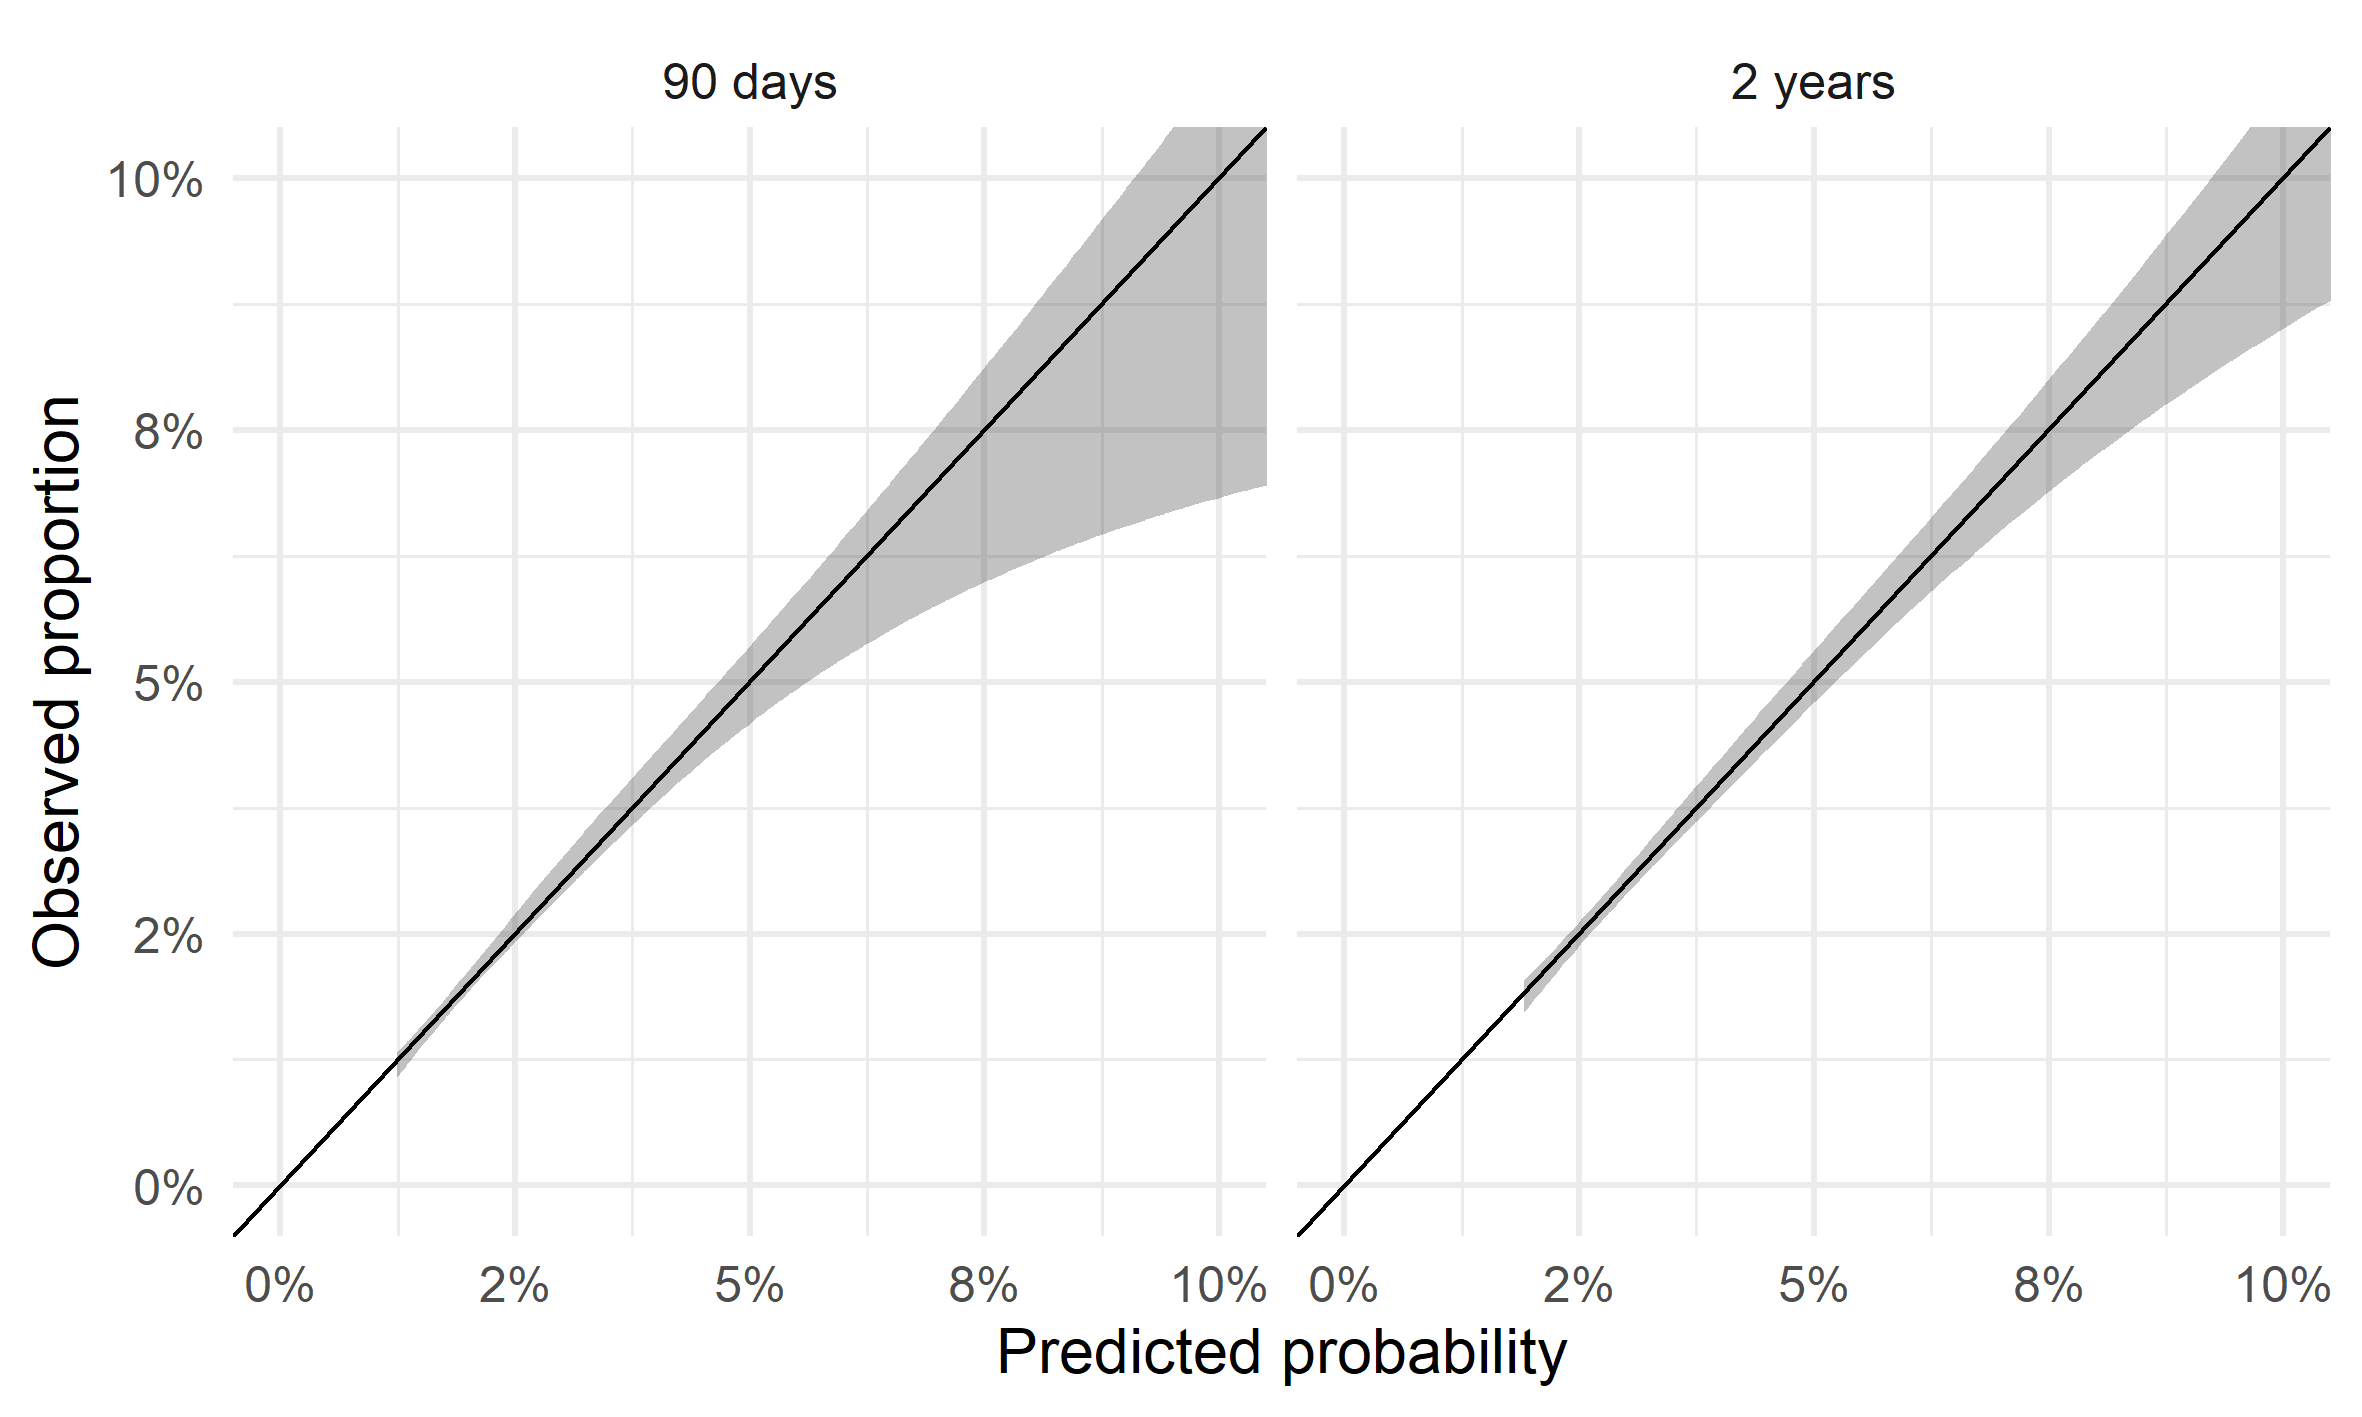 90 days
2 years
10%
8%
5%
2%
0%
Observed proportion
0% 2% 5% 8% 10%
0% 2% 5% 8% 10%
Predicted probability